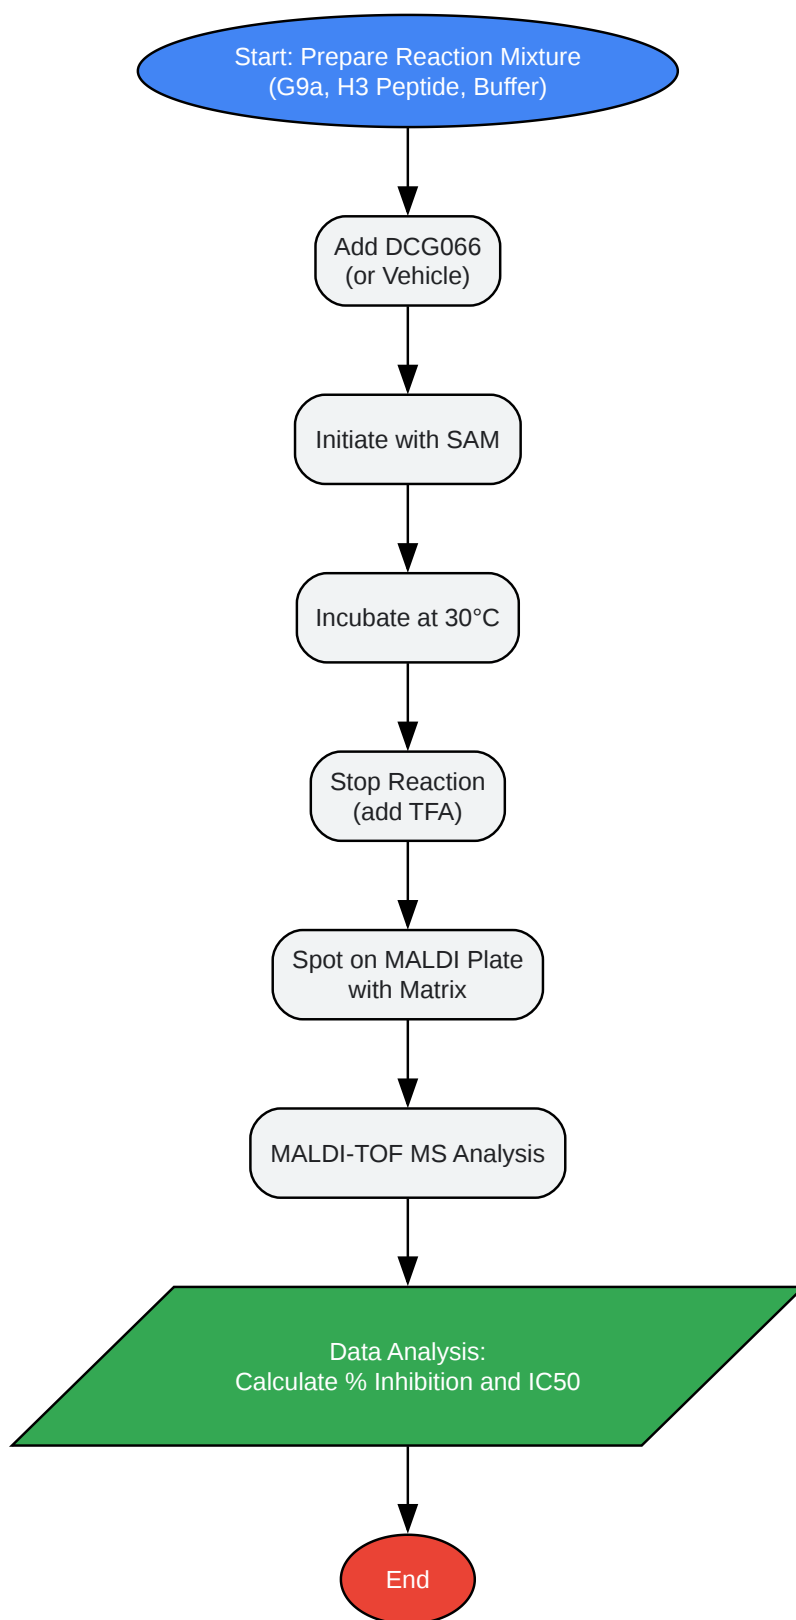 Start: Prepare Reaction Mixture
(G9a, H3 Peptide, Buffer)
Add DCG066
(or Vehicle)
Initiate with SAM
Incubate at 30°C
Stop Reaction
(add TFA)
Spot on MALDI Plate
with Matrix
MALDI-TOF MS Analysis
Data Analysis:
Calculate % Inhibition and IC50
End